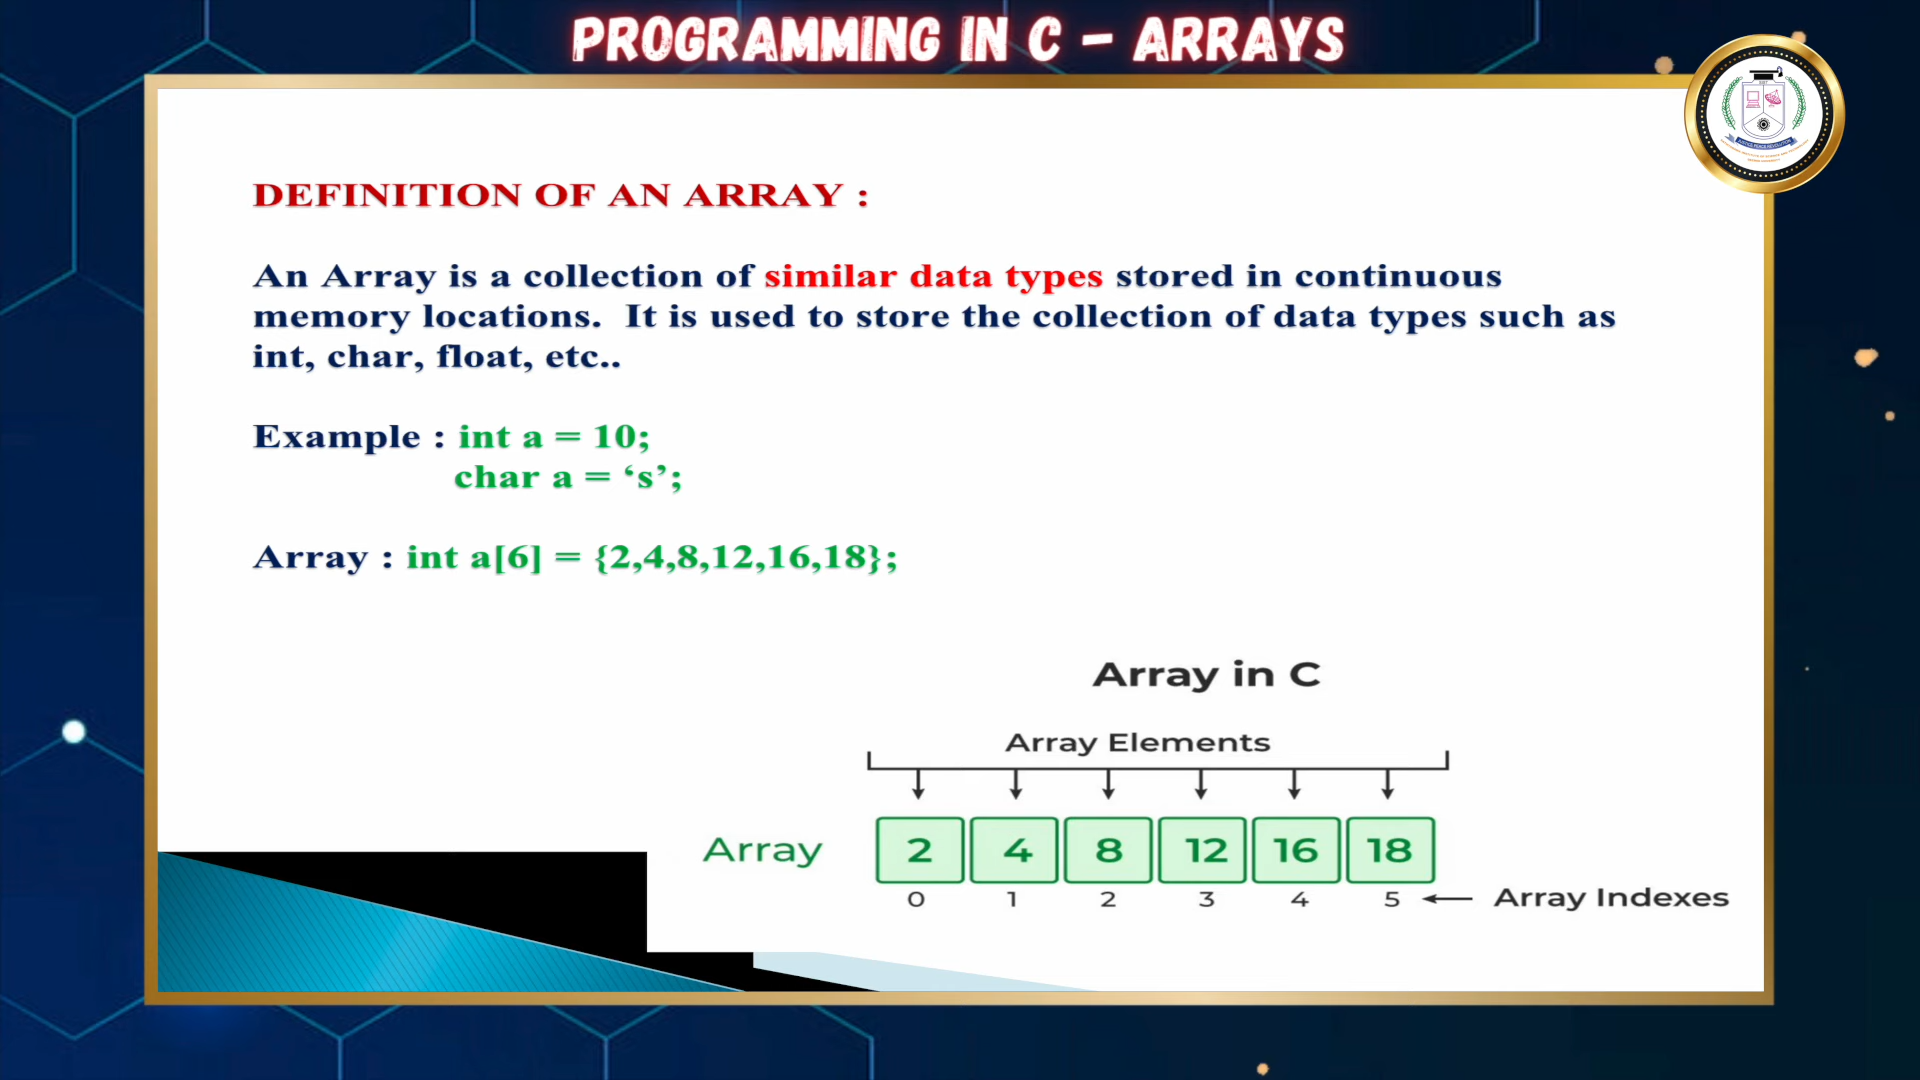 PROGRAMMING IN C – ARRAYS
DEFINITION OF AN ARRAY :
An Array is a collection of similar data types stored in continuous
memory locations. It is used to store the collection of data types such as
int, char, float, etc..
Example : int a = 10;
char a = ‘s’;
Array : int a[6] = {2,4,8,12,16,18};
Array in C
Array Elements
Array 2 4 8 12 16 18
0 1 2 3 4 5 Array Indexes